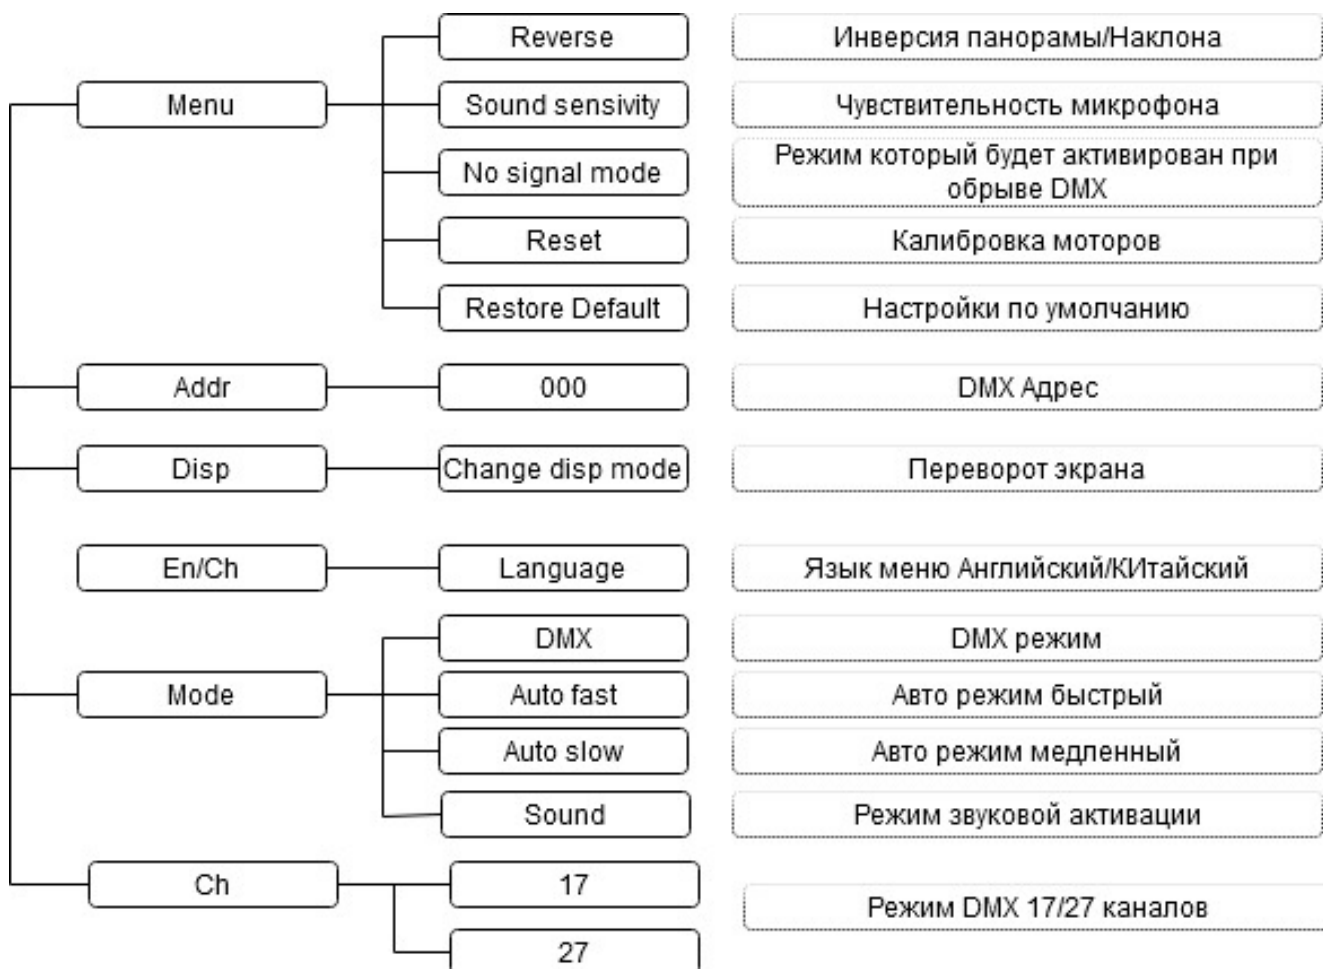 Reverse
Инверсия панорамы/Наклона
Menu
Sound sensivity
Чувствительность микрофона
No signal mode
Режим который будет активирован при
обрыве DMX
Reset
Калибровка моторов
Restore Default
Настройки по умолчанию
Addr
000
DMX Адрес
Disp
Change disp mode
Переворот экрана
En/Ch
Language
Язык меню Английский/КИтайский
DMX
DMX режим
Mode
Auto fast
Авто режим быстрый
Auto slow
Авто режим медленный
Sound
Режим звуковой активации
Ch
17
Режим DMX 17/27 каналов
27